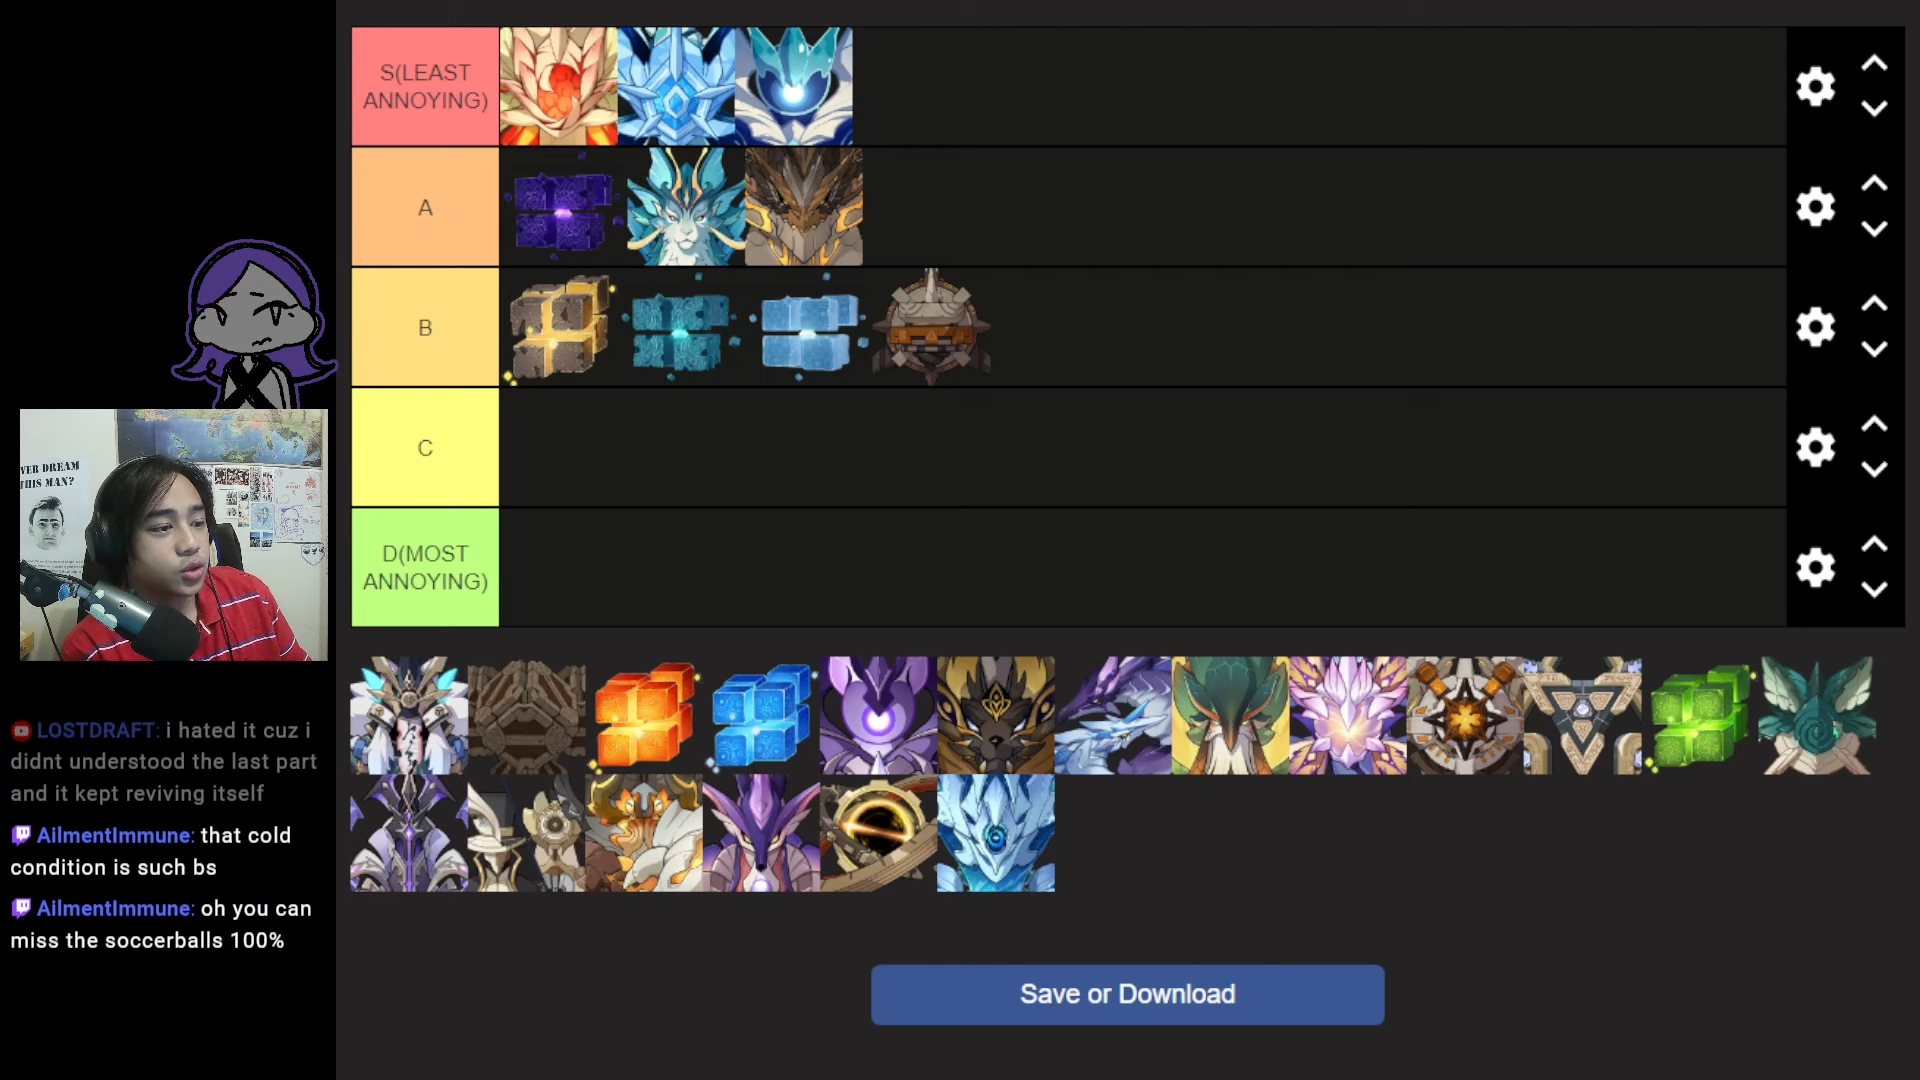 S(LEAST
ANNOYING)
A
B
C
D(MOST
ANNOYING)
VER DREAM
THIS MAN?
LOSTDRAFT: i hated it cuz i
didnt understood the last part
and it kept reviving itself
AilmentImmune: that cold
condition is such bs
AilmentImmune: oh you can
miss the soccerballs 100%
Save or Download